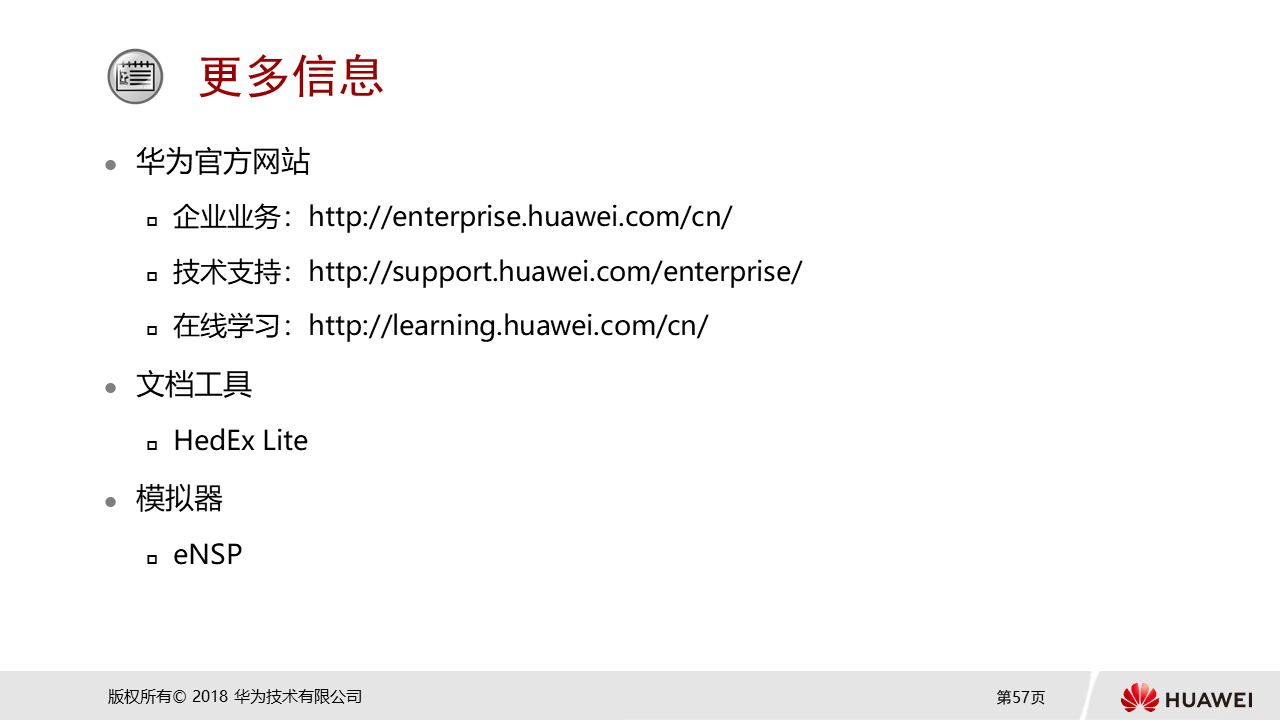 更多信息
华为官方网站
企业业务：http://enterprise.huawei.com/cn/
技术支持：http://support.huawei.com/enterprise/
在线学习：http://learning.huawei.com/cn/
文档工具
HedEx Lite
模拟器
eNSP
版权所有© 2018 华为技术有限公司
第57页
HUAWEI